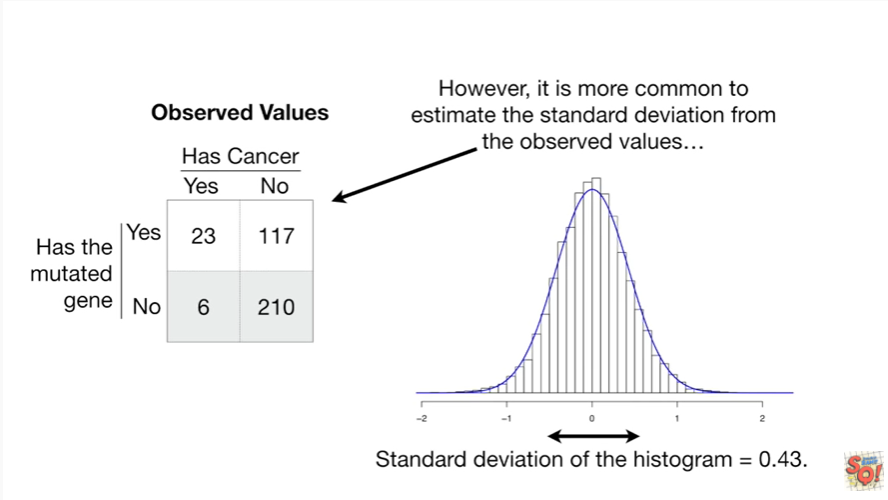 However, it is more common to
estimate the standard deviation from
the observed values…
Observed Values
Has Cancer
Yes No
Has the
mutated
gene
Yes 23 117
No 6 210
−2 −1 0 1 2
Standard deviation of the histogram = 0.43.
SQ!